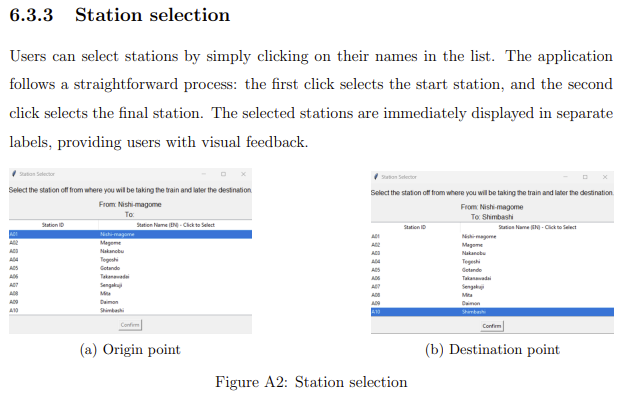 6.3.3 Station selection
Users can select stations by simply clicking on their names in the list. The application
follows a straightforward process: the first click selects the start station, and the second
click selects the final station. The selected stations are immediately displayed in separate
labels, providing users with visual feedback.
Station Selector
Select the station off from where you will be taking the train and later the destination.
From: Nishi-magome
To:
Station ID Station Name (EN) - Click to Select
A01 Nishi-magome
A02 Magome
A03 Nakanobu
A04 Togoshi
A05 Gotanda
A06 Takanawadai
A07 Sengakuji
A08 Mita
A09 Daimon
A10 Shimbashi
Confirm
(a) Origin point
Station Selector
Select the station off from where you will be taking the train and later the destination.
From: Nishi-magome
To: Shimbashi
Station ID Station Name (EN) - Click to Select
A01 Nishi-magome
A02 Magome
A03 Nakanobu
A04 Togoshi
A05 Gotanda
A06 Takanawadai
A07 Sengakuji
A08 Mita
A09 Daimon
A10 Shimbashi
Confirm
(b) Destination point
Figure A2: Station selection